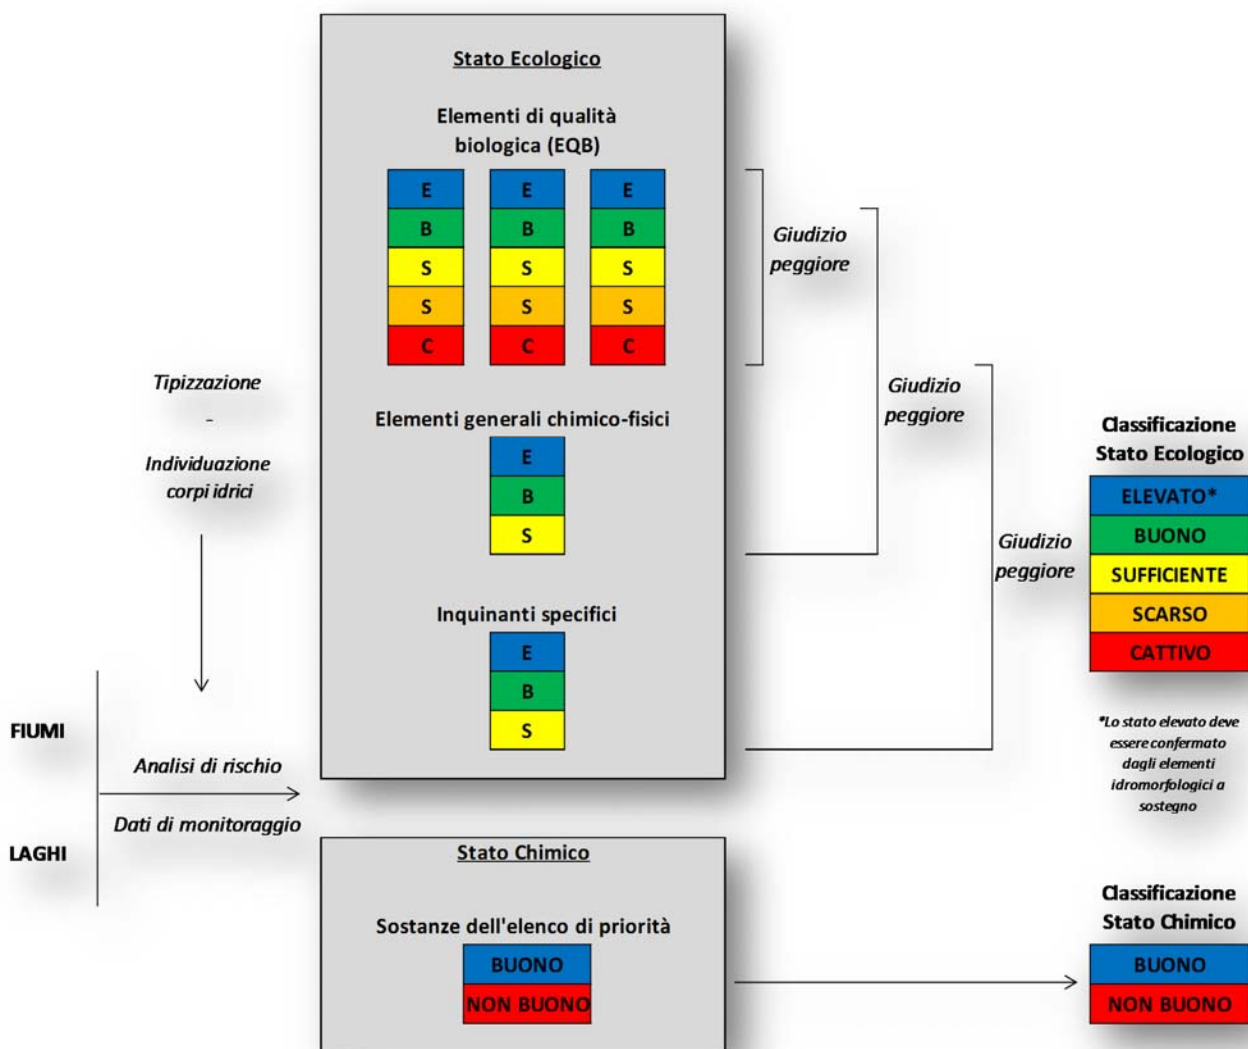 Stato Ecologico
Elementi di qualità
biologica (EQB)
E E E
B B B
S S S
S S S
C C C
Giudizio
peggiore
Elementi generali chimico-fisici
E
B
S
Giudizio
peggiore
Inquinanti specifici
E
B
S
Giudizio
peggiore
Tipizzazione
-
Individuazione
corpi idrici
FIUMI
LAGHI
Analisi di rischio
Dati di monitoraggio
Classificazione
Stato Ecologico
ELEVATO*
BUONO
SUFFICIENTE
SCARSO
CATTIVO
*Lo stato elevato deve
essere confermato
dagli elementi
idromorfologici a
sostegno
Stato Chimico
Sostanze dell'elenco di priorità
BUONO
NON BUONO
Classificazione
Stato Chimico
BUONO
NON BUONO